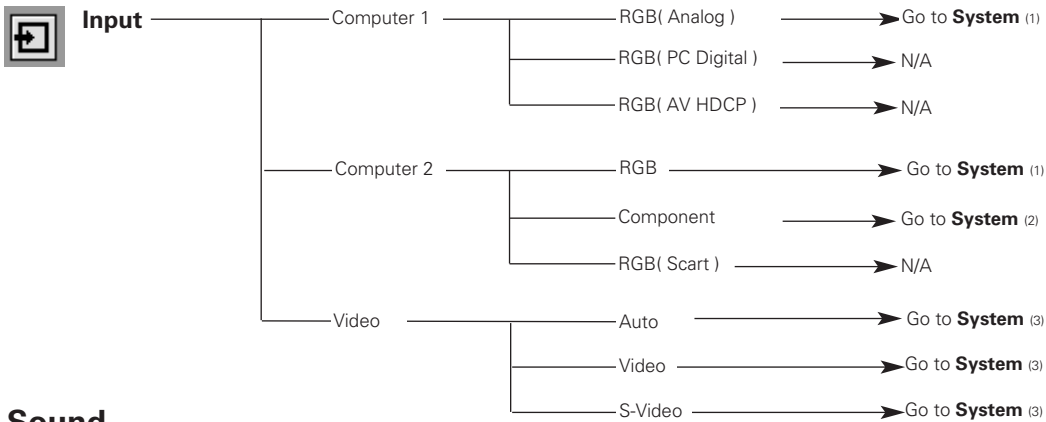 Input Computer 1 RGB( Analog ) Go to System (1)
RGB( PC Digital ) N/A
RGB( AV HDCP ) N/A
Computer 2 RGB Go to System (1)
Component Go to System (2)
RGB( Scart ) N/A
Video Auto Go to System (3)
Video Go to System (3)
S-Video Go to System (3)
Sound